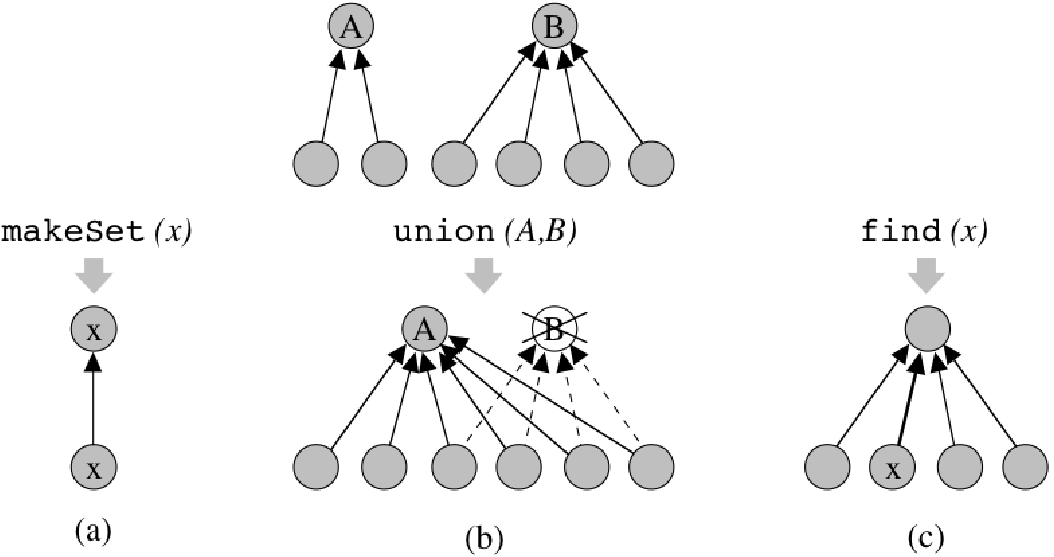 A B
makeSet (x) union (A,B) find (x)
x A B
x x
(a) (b) (c)